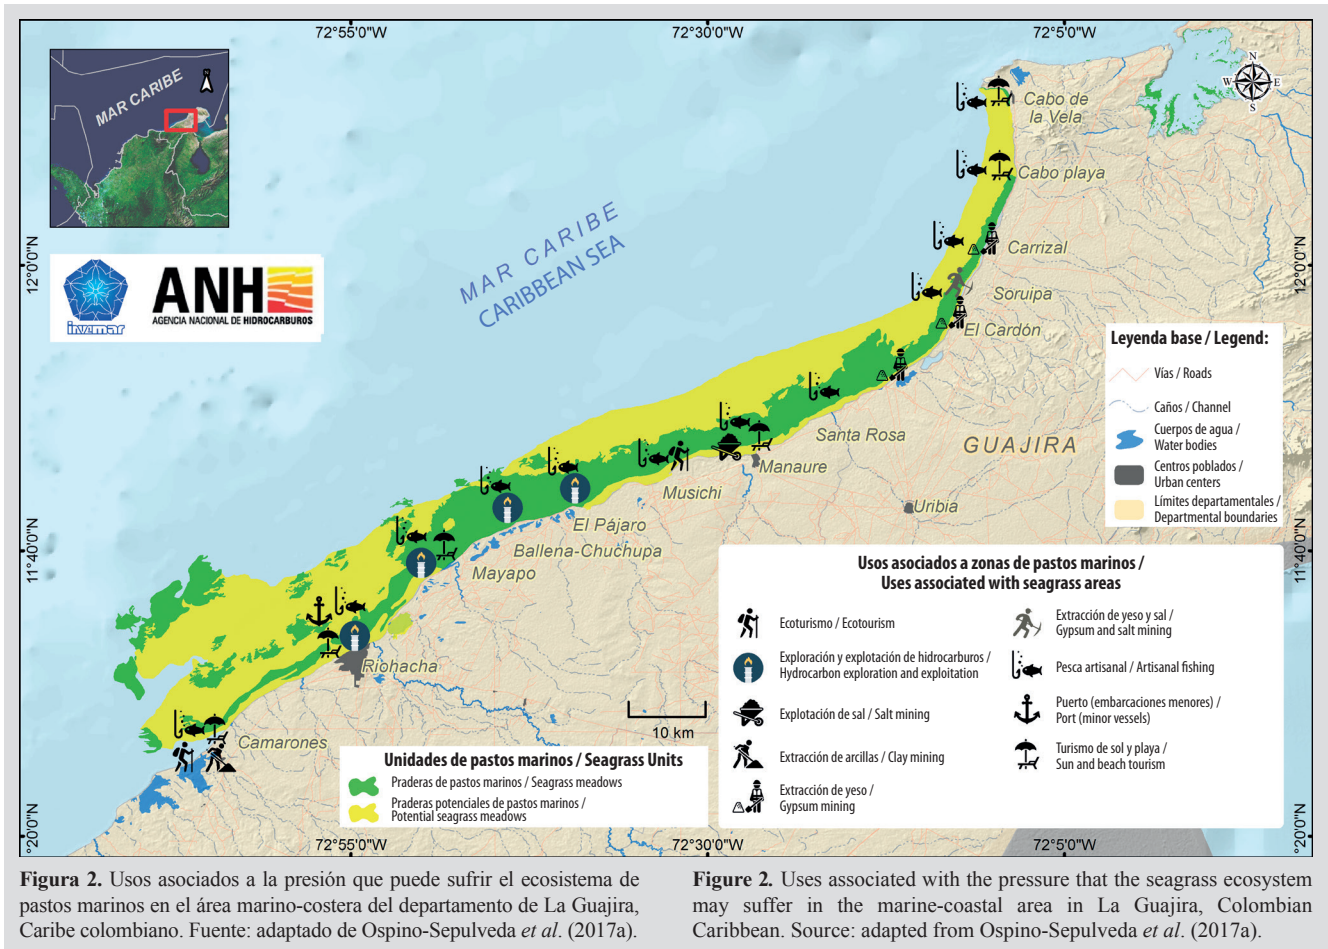 72°55'0"W
72°30'0"W
72°5'0"W
MAR CARIBE
N
W
E
S
Cabo de
la Vela
Cabo playa
MAR CARIBE
CARIBBEAN SEA
12°0'0"N
12°0'0"N
Carrizal
Soruipa
El Cardón
invemar
ANH
AGENCIA NACIONAL DE HIDROCARBUROS
Leyenda base / Legend:
Vías / Roads
Caños / Channel
Cuerpos de agua /
Water bodies
Centros poblados /
Urban centers
Límites departamentales /
Departmental boundaries
Santa Rosa
GUAJIRA
Manaure
Musichi
Uribia
El Pájaro
Ballena-Chuchupa
Mayapo
11°40'0"N
11°40'0"N
Riohacha
Camarones
10 km
Usos asociados a zonas de pastos marinos /
Uses associated with seagrass areas
Ecoturismo / Ecotourism
Exploración y explotación de hidrocarburos /
Hydrocarbon exploration and exploitation
Explotación de sal / Salt mining
Extracción de arcillas / Clay mining
Extracción de yeso /
Gypsum mining
Extracción de yeso y sal /
Gypsum and salt mining
Pesca artisanal / Artisanal fishing
Puerto (embarcaciones menores) /
Port (minor vessels)
Turismo de sol y playa /
Sun and beach tourism
Unidades de pastos marinos / Seagrass Units
Praderas de pastos marinos / Seagrass meadows
Praderas potenciales de pastos marinos /
Potential seagrass meadows
°20'0"N
°20'0"N
72°55'0"W
72°30'0"W
72°5'0"W
Figura 2. Usos asociados a la presión que puede sufrir el ecosistema de
pastos marinos en el área marino-costera del departamento de La Guajira,
Caribe colombiano. Fuente: adaptado de Ospino-Sepulveda et al. (2017a).
Figure 2. Uses associated with the pressure that the seagrass ecosystem
may suffer in the marine-coastal area in La Guajira, Colombian
Caribbean. Source: adapted from Ospino-Sepulveda et al. (2017a).